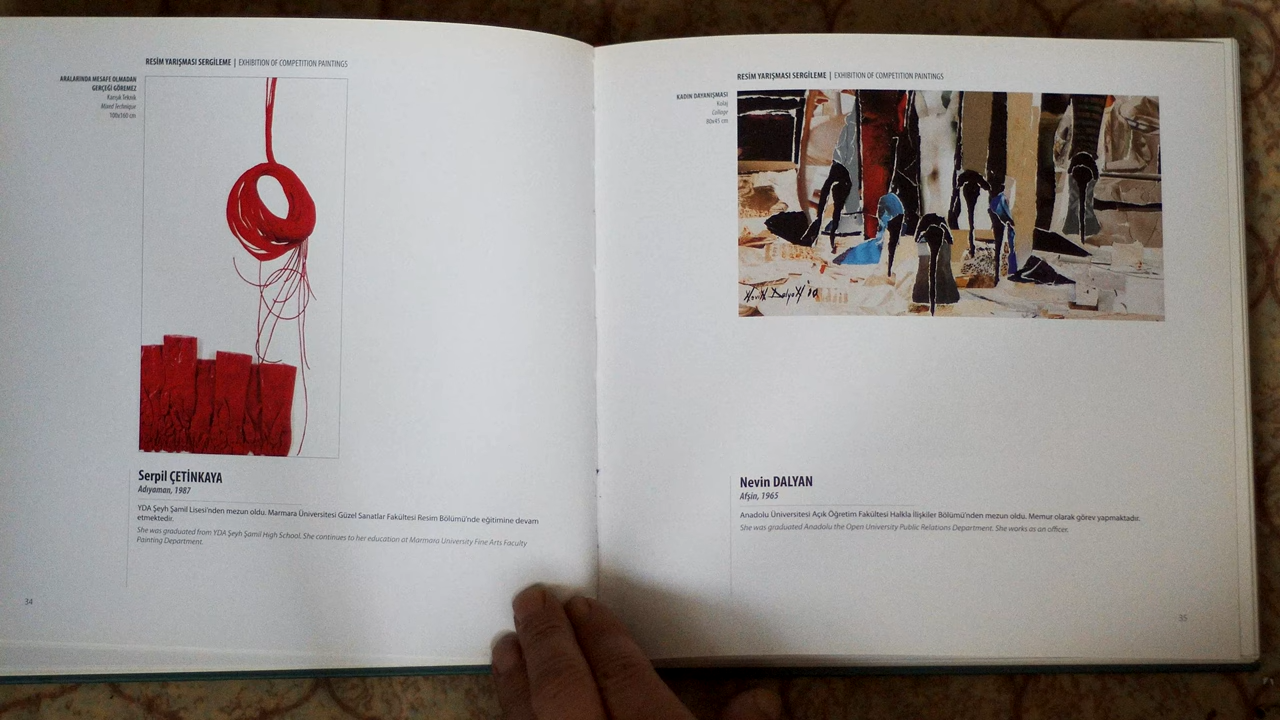 RESİM YARIŞMASI SERGİLEME | EXHIBITION OF COMPETITION PAINTINGS
ARALARINDA MESAFE OLMADAN
GERÇEĞİ GÖREMEZ
Karışık Teknik
Mixed Technique
100x160 cm
Serpil ÇETİNKAYA
Adıyaman, 1987
YDA Şeyh Şamil Lisesi'nden mezun oldu. Marmara Üniversitesi Güzel Sanatlar Fakültesi Resim Bölümü'nde eğitimine devam
etmektedir.
She was graduated from YDA Şeyh Şamil High School. She continues to her education at Marmara University Fine Arts Faculty
Painting Department.
34
RESİM YARIŞMASI SERGİLEME | EXHIBITION OF COMPETITION PAINTINGS
KADIN DAYANIŞMASI
Kolaj
College
80x45 cm
Nevin DALYAN
Afşin, 1965
Anadolu Üniversitesi Açık Öğretim Fakültesi Halkla İlişkiler Bölümü'nden mezun oldu. Memur olarak görev yapmaktadır.
She was graduated Anadolu the Open University Public Relations Department. She works as an officer.
35